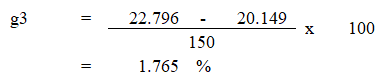 g3 = 22.796 - 20.149
150 x 100
= 1.765 %